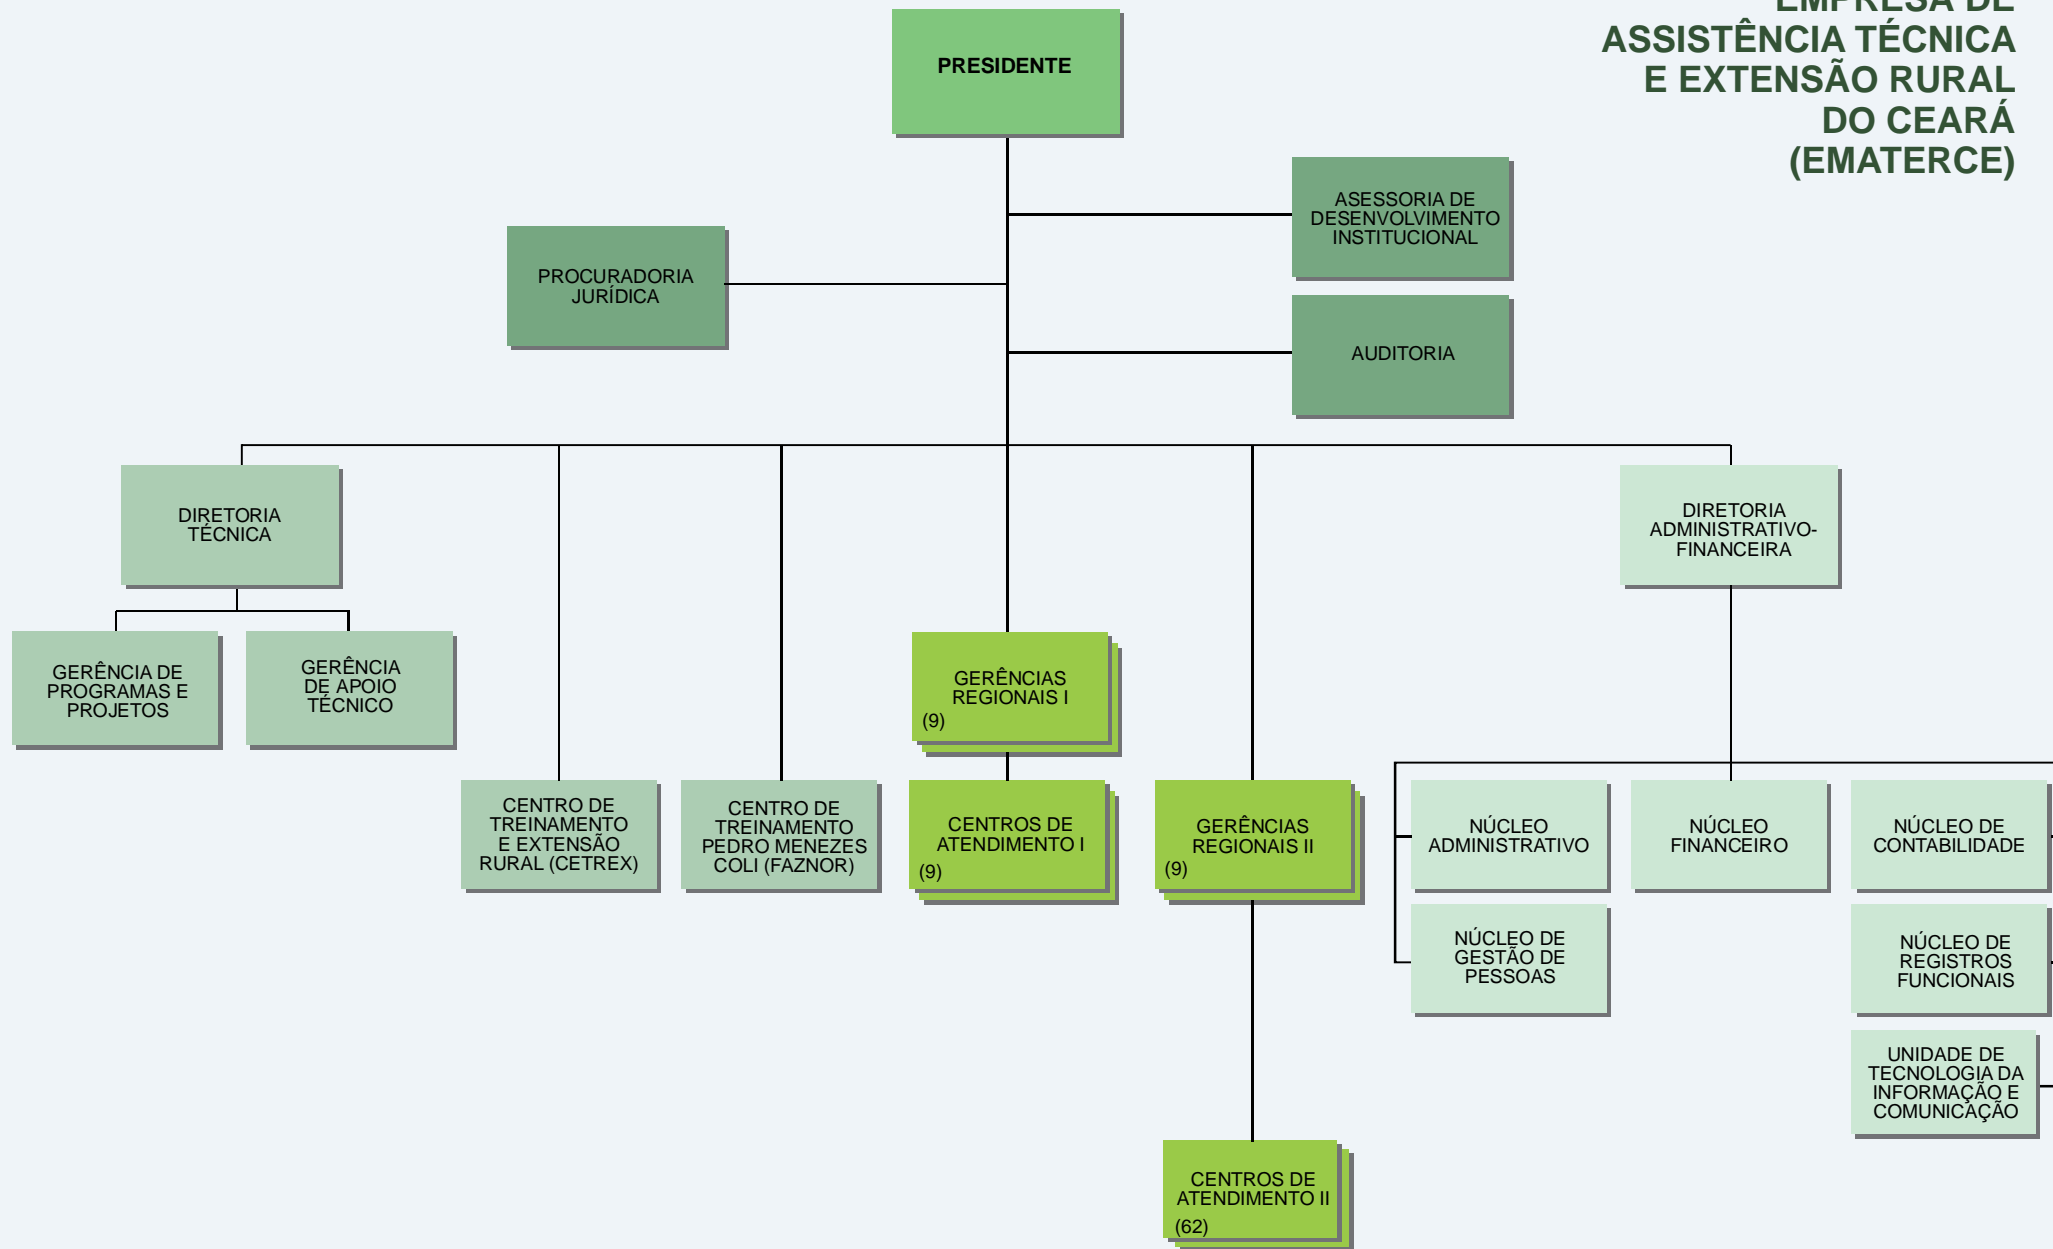 EMPRESA DE
ASSISTÊNCIA TÉCNICA
E EXTENSÃO RURAL
DO CEARÁ
(EMATERCE)
PRESIDENTE
ASESSORIA DE
DESENVOLVIMENTO
INSTITUCIONAL
PROCURADORIA
JURÍDICA
AUDITORIA
DIRETORIA
TÉCNICA
DIRETORIA
ADMINISTRATIVO-
FINANCEIRA
GERÊNCIA DE
PROGRAMAS E
PROJETOS
GERÊNCIA
DE APOIO
TÉCNICO
GERÊNCIAS
REGIONAIS I
(9)
CENTRO DE
TREINAMENTO
E EXTENSÃO
RURAL (CETREX)
CENTRO DE
TREINAMENTO
PEDRO MENEZES
COLI (FAZNOR)
CENTROS DE
ATENDIMENTO I
(9)
GERÊNCIAS
REGIONAIS II
(9)
NÚCLEO
ADMINISTRATIVO
NÚCLEO
FINANCEIRO
NÚCLEO DE
CONTABILIDADE
NÚCLEO DE
GESTÃO DE
PESSOAS
NÚCLEO DE
REGISTROS
FUNCIONAIS
UNIDADE DE
TECNOLOGIA DA
INFORMAÇÃO E
COMUNICAÇÃO
CENTROS DE
ATENDIMENTO II
(62)